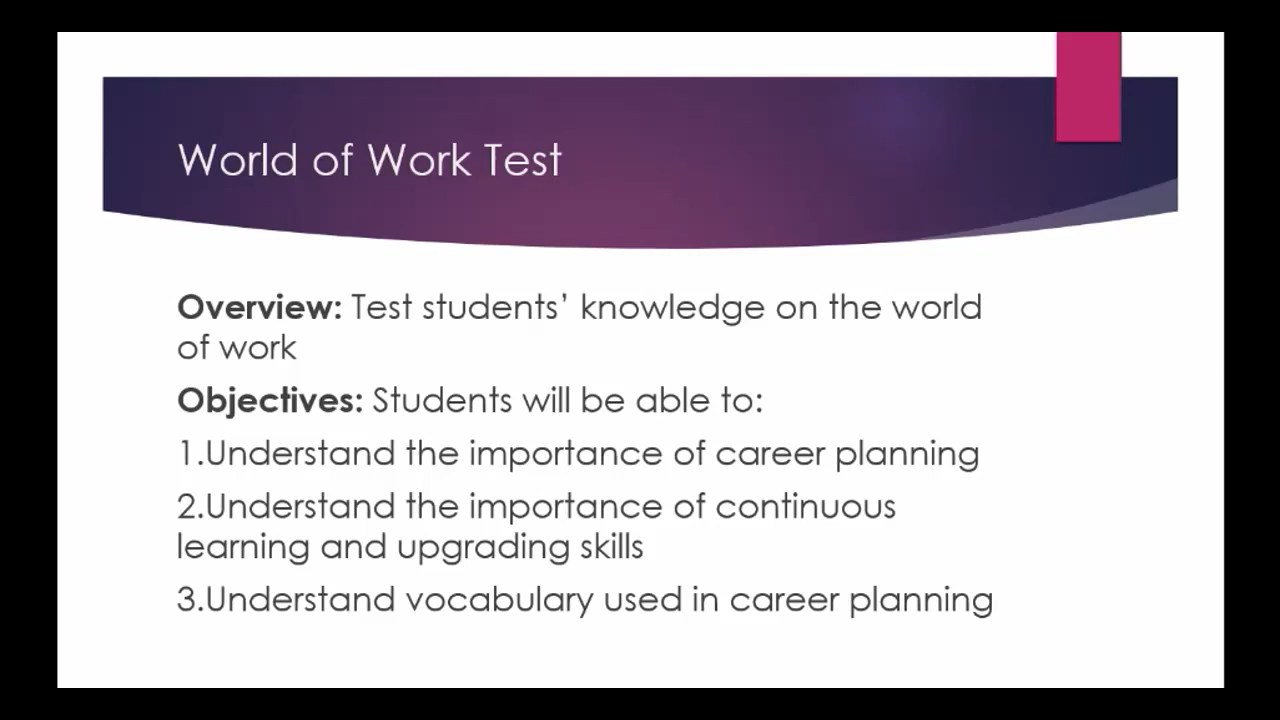 World of Work Test
Overview: Test students’ knowledge on the world
of work
Objectives: Students will be able to:
1.Understand the importance of career planning
2.Understand the importance of continuous
learning and upgrading skills
3.Understand vocabulary used in career planning